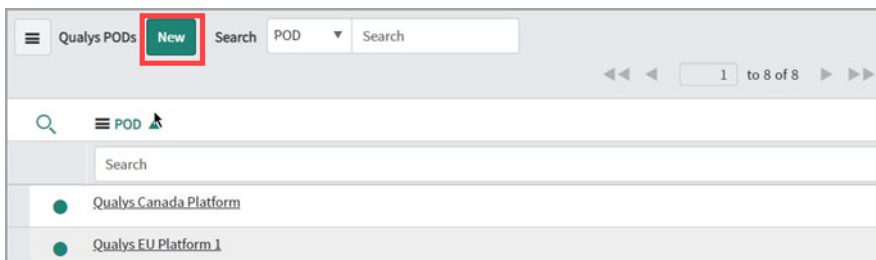 Qualys PODs New Search POD Search
1 to 8 of 8
POD
Search
Qualys Canada Platform
Qualys EU Platform 1